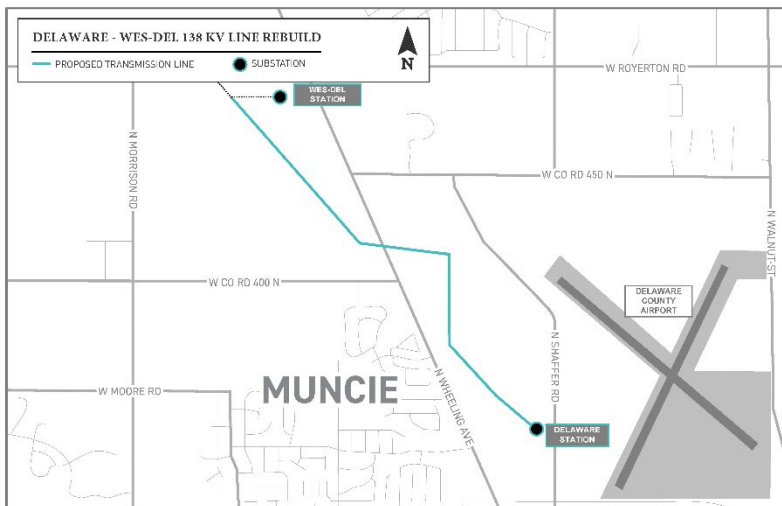 DELAWARE - WES-DEL 138 KV LINE REBUILD
PROPOSED TRANSMISSION LINE
SUBSTATION
N
WES-DEL
STATION
W ROYERTON RD
N MORRISON RD
W CO RD 450 N
N WALNUT ST
W CO RD 400 N
DELAWARE
COUNTY
AIRPORT
N SHAFFER RD
W MOORE RD
MUNCIE
N WHEELING AVE
DELAWARE
STATION